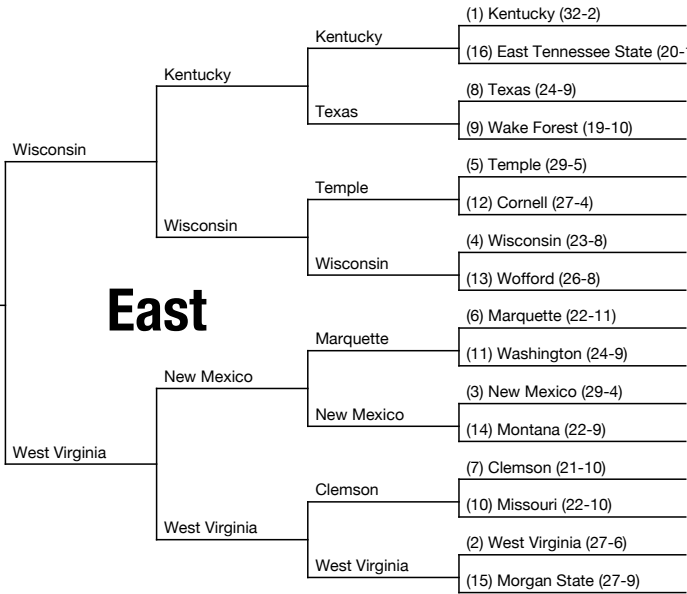 (1) Kentucky (32-2)
Kentucky
(16) East Tennessee State (20-
Kentucky
(8) Texas (24-9)
Texas
(9) Wake Forest (19-10)
Wisconsin
(5) Temple (29-5)
Temple
(12) Cornell (27-4)
Wisconsin
(4) Wisconsin (23-8)
Wisconsin
(13) Wofford (26-8)
East
(6) Marquette (22-11)
Marquette
(11) Washington (24-9)
New Mexico
(3) New Mexico (29-4)
New Mexico
(14) Montana (22-9)
West Virginia
(7) Clemson (21-10)
Clemson
(10) Missouri (22-10)
West Virginia
(2) West Virginia (27-6)
West Virginia
(15) Morgan State (27-9)